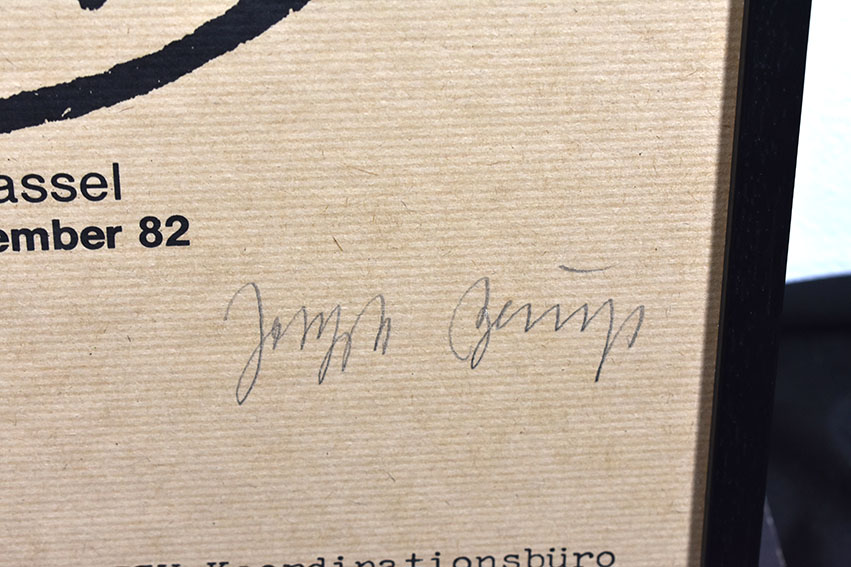 assel
ember 82
Joseph Beuys
Koordinationsbüro